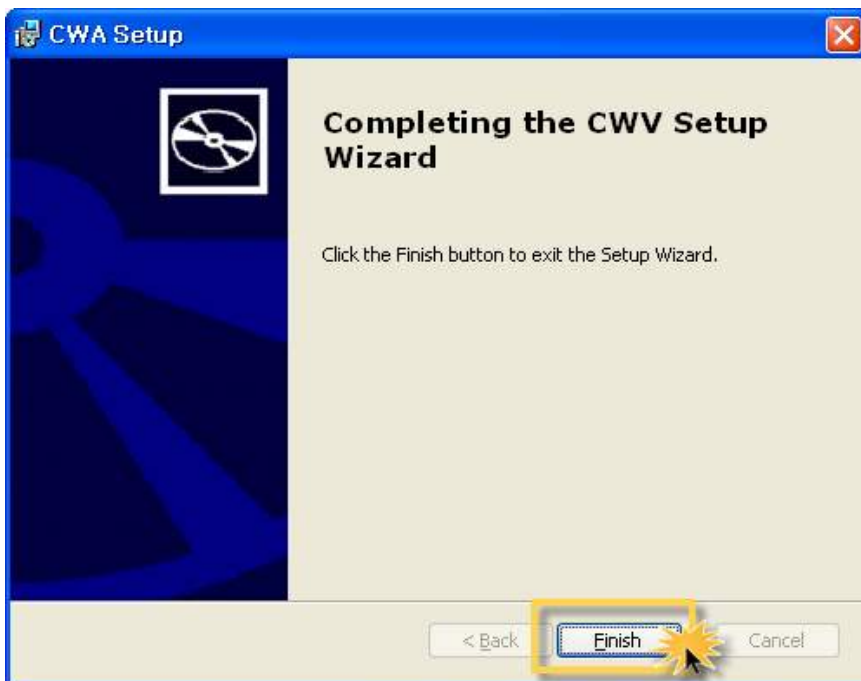 CWA Setup
Completing the CWV Setup
Wizard
Click the Finish button to exit the Setup Wizard.
< Back
Finish
Cancel